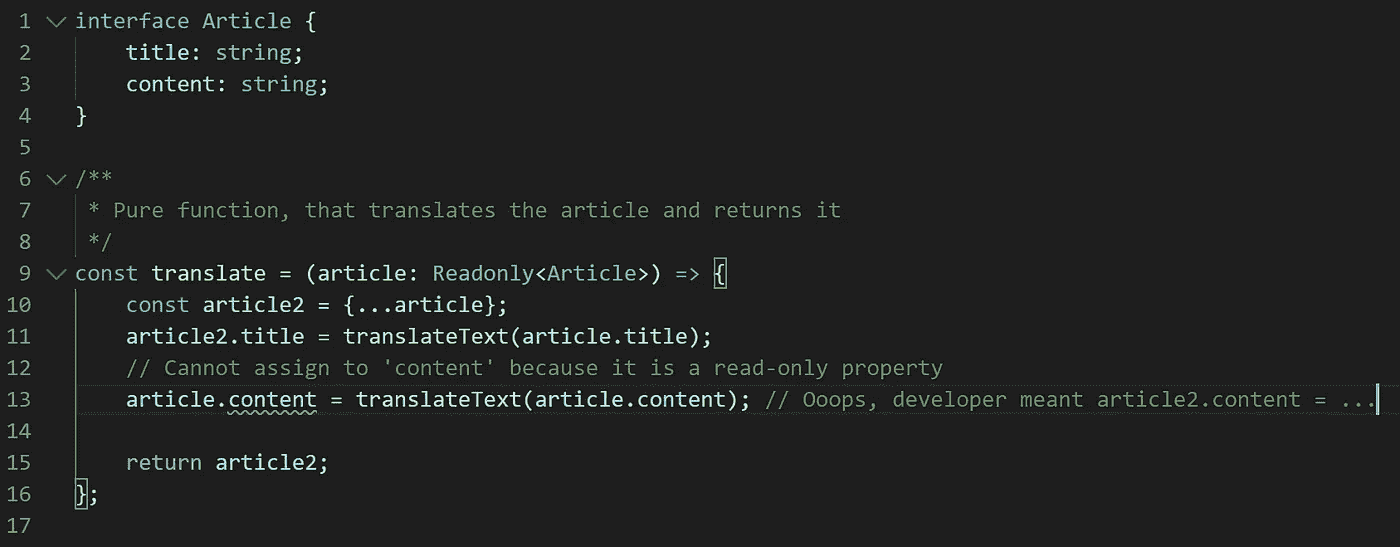 1 interface Article {
2     title: string;
3     content: string;
4 }
5
6 /**
7  * Pure function, that translates the article and returns it
8  */
9 const translate = (article: Readonly<Article>) => {
10     const article2 = {...article};
11     article2.title = translateText(article.title);
12     // Cannot assign to 'content' because it is a read-only property
13     article.content = translateText(article.content); // Ooops, developer meant article2.content = ...
14
15     return article2;
16 };
17